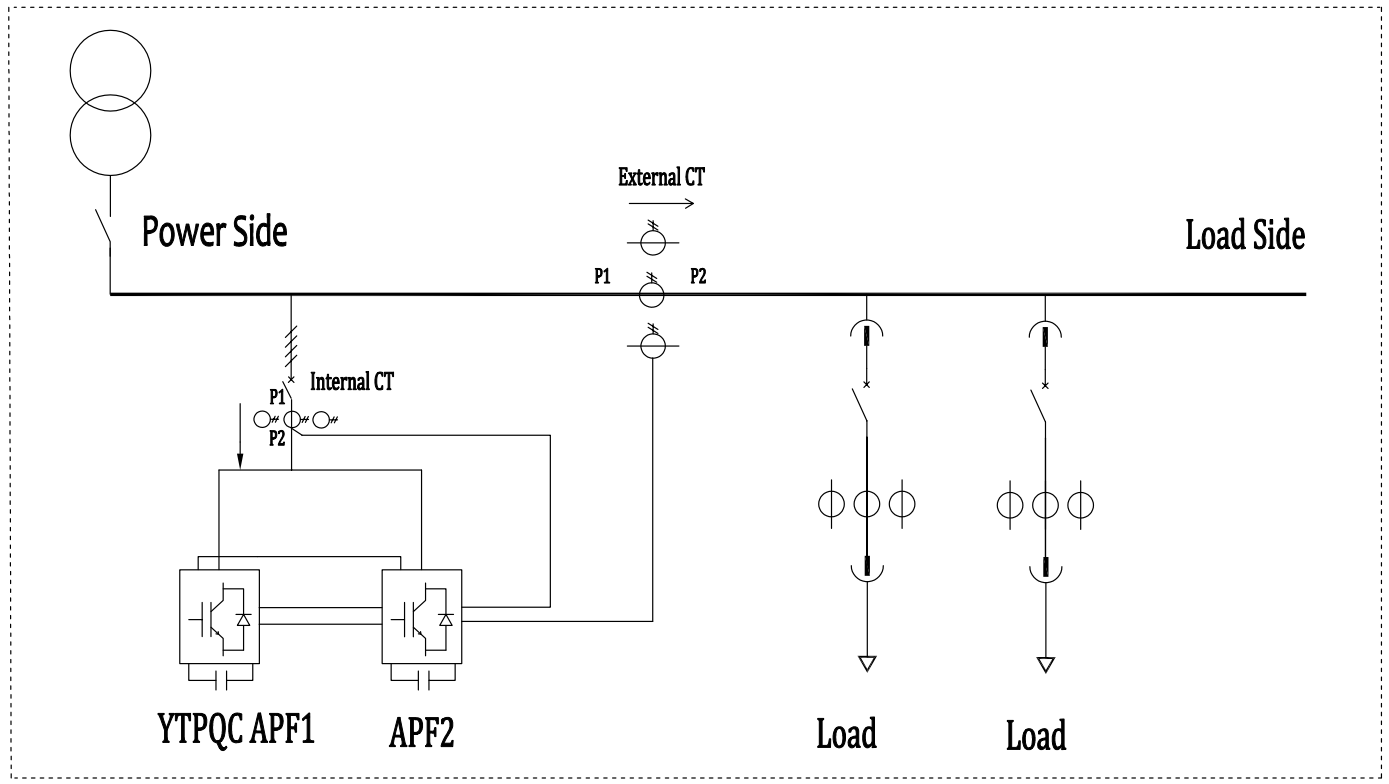 External CT
Power Side
Load Side
P1
P2
Internal CT
P1
P2
YTPQC APF1
APF2
Load
Load